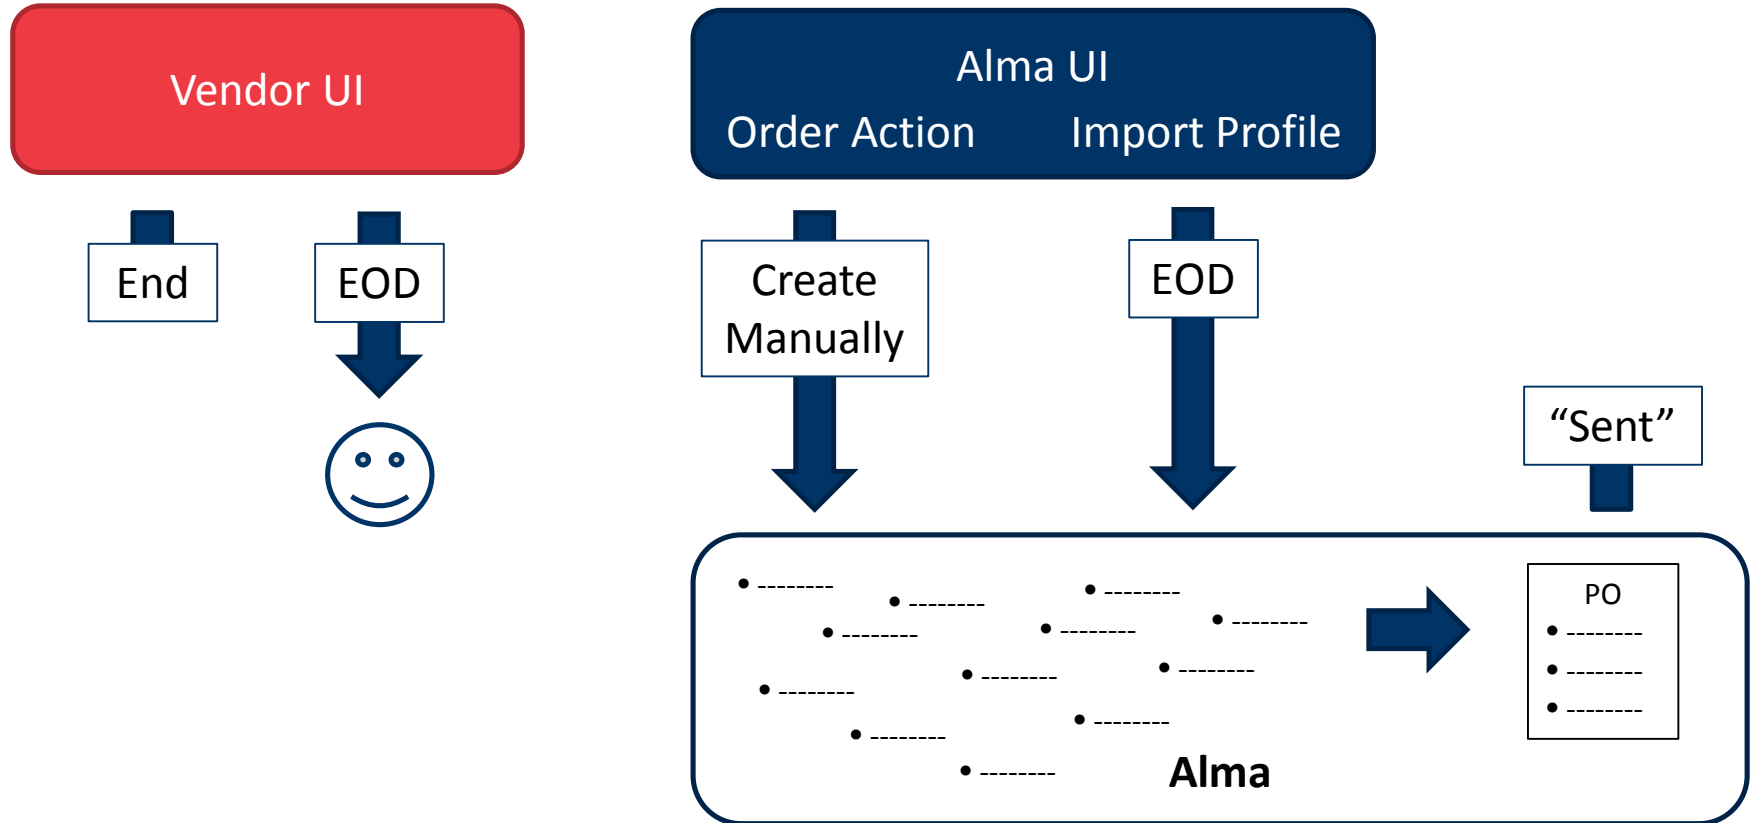 Vendor UI
Alma UI
Order Action
Import Profile
End
EOD
Create
Manually
EOD
“Sent”
• --------
• --------
• --------
• --------
• --------
• --------
• --------
• --------
• --------
• --------
• --------
• --------
PO
• --------
• --------
• --------
Alma